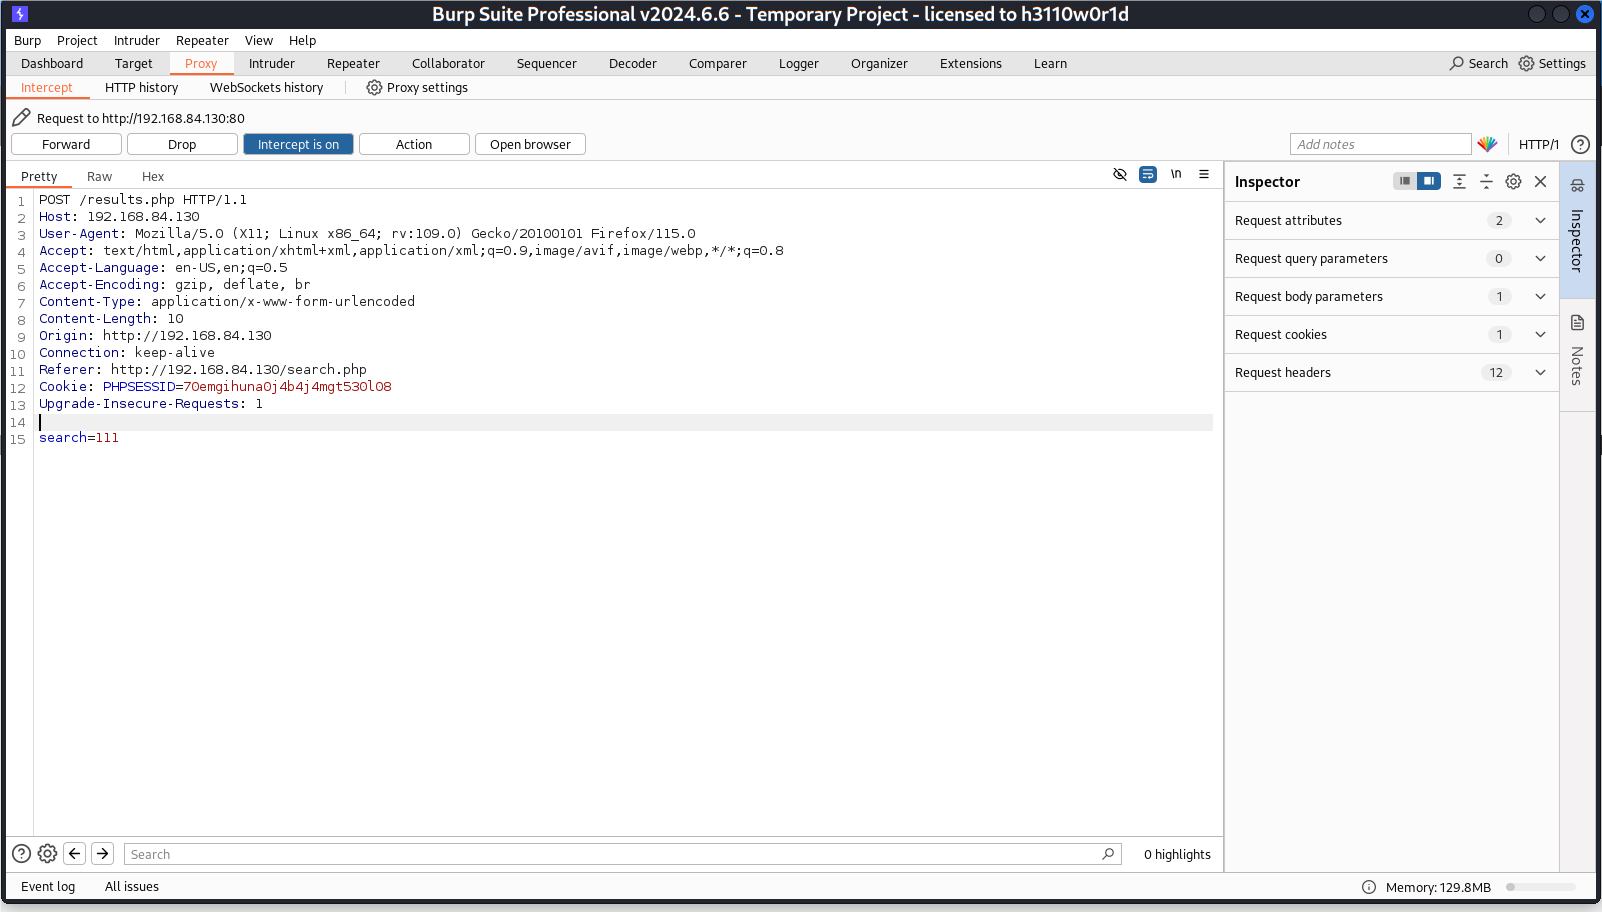 Burp Suite Professional v2024.6.6 - Temporary Project - licensed to h3110w0r1d
Burp Project Intruder Repeater View Help
Dashboard Target Proxy Intruder Repeater Collaborator Sequencer Decoder Comparer Logger Organizer Extensions Learn Search Settings
Intercept HTTP history WebSockets history Proxy settings
Request to http://192.168.84.130:80
Forward Drop Intercept is on Action Open browser Add notes HTTP/1 ?
Pretty Raw Hex \n
1 POST /results.php HTTP/1.1
2 Host: 192.168.84.130
3 User-Agent: Mozilla/5.0 (X11; Linux x86_64; rv:109.0) Gecko/20100101 Firefox/115.0
4 Accept: text/html,application/xhtml+xml,application/xml;q=0.9,image/avif,image/webp,*/*;q=0.8
5 Accept-Language: en-US,en;q=0.5
6 Accept-Encoding: gzip, deflate, br
7 Content-Type: application/x-www-form-urlencoded
8 Content-Length: 10
9 Origin: http://192.168.84.130
10 Connection: keep-alive
11 Referer: http://192.168.84.130/search.php
12 Cookie: PHPSESSID=70emgihuna0j4b4j4mgt530l08
13 Upgrade-Insecure-Requests: 1
14
15 search=111
Inspector
Request attributes 2
Request query parameters 0
Request body parameters 1
Request cookies 1
Request headers 12
Inspector
Notes
? Search 0 highlights
Event log All issues Memory: 129.8MB